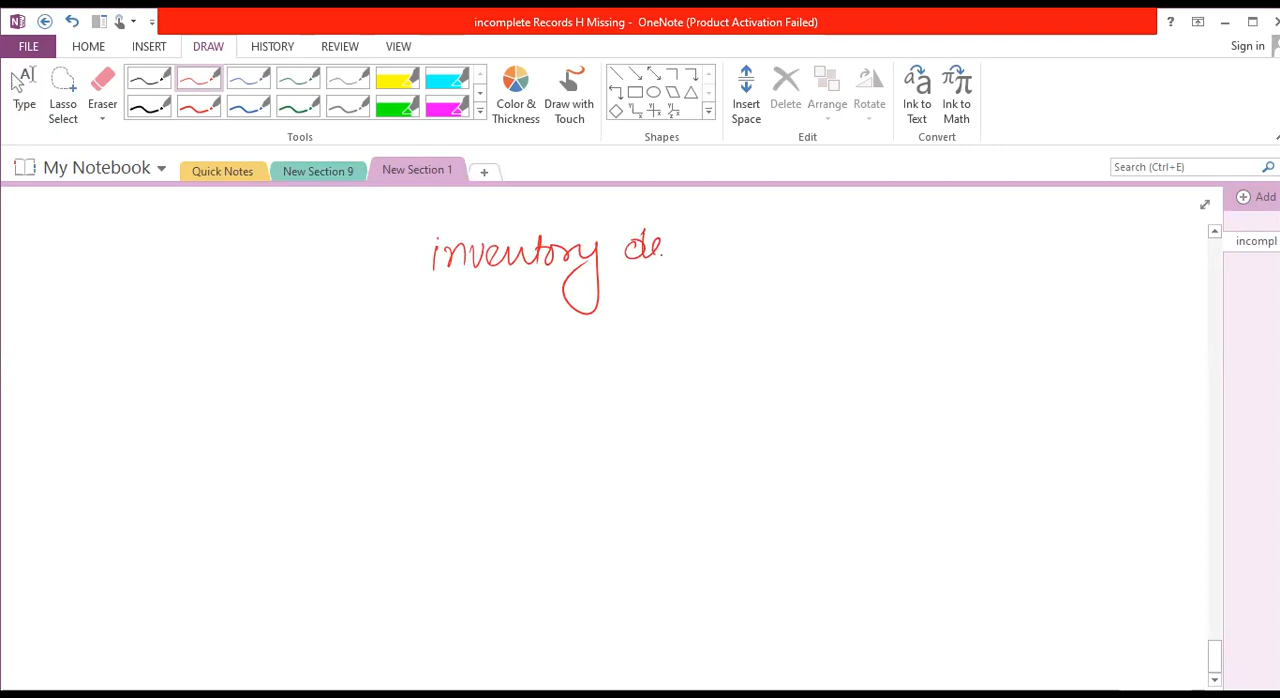 incomplete Records H Missing - OneNote (Product Activation Failed)
?
FILE HOME INSERT DRAW HISTORY REVIEW VIEW
Sign in
Type
Lasso Select
Eraser
Color & Thickness
Draw with Touch
Insert Space
Delete
Arrange
Rotate
Ink to Text
Ink to Math
Tools
Shapes
Edit
Convert
My Notebook
Quick Notes
New Section 9
New Section 1
Search (Ctrl+E)
Add
incompl
inventory de